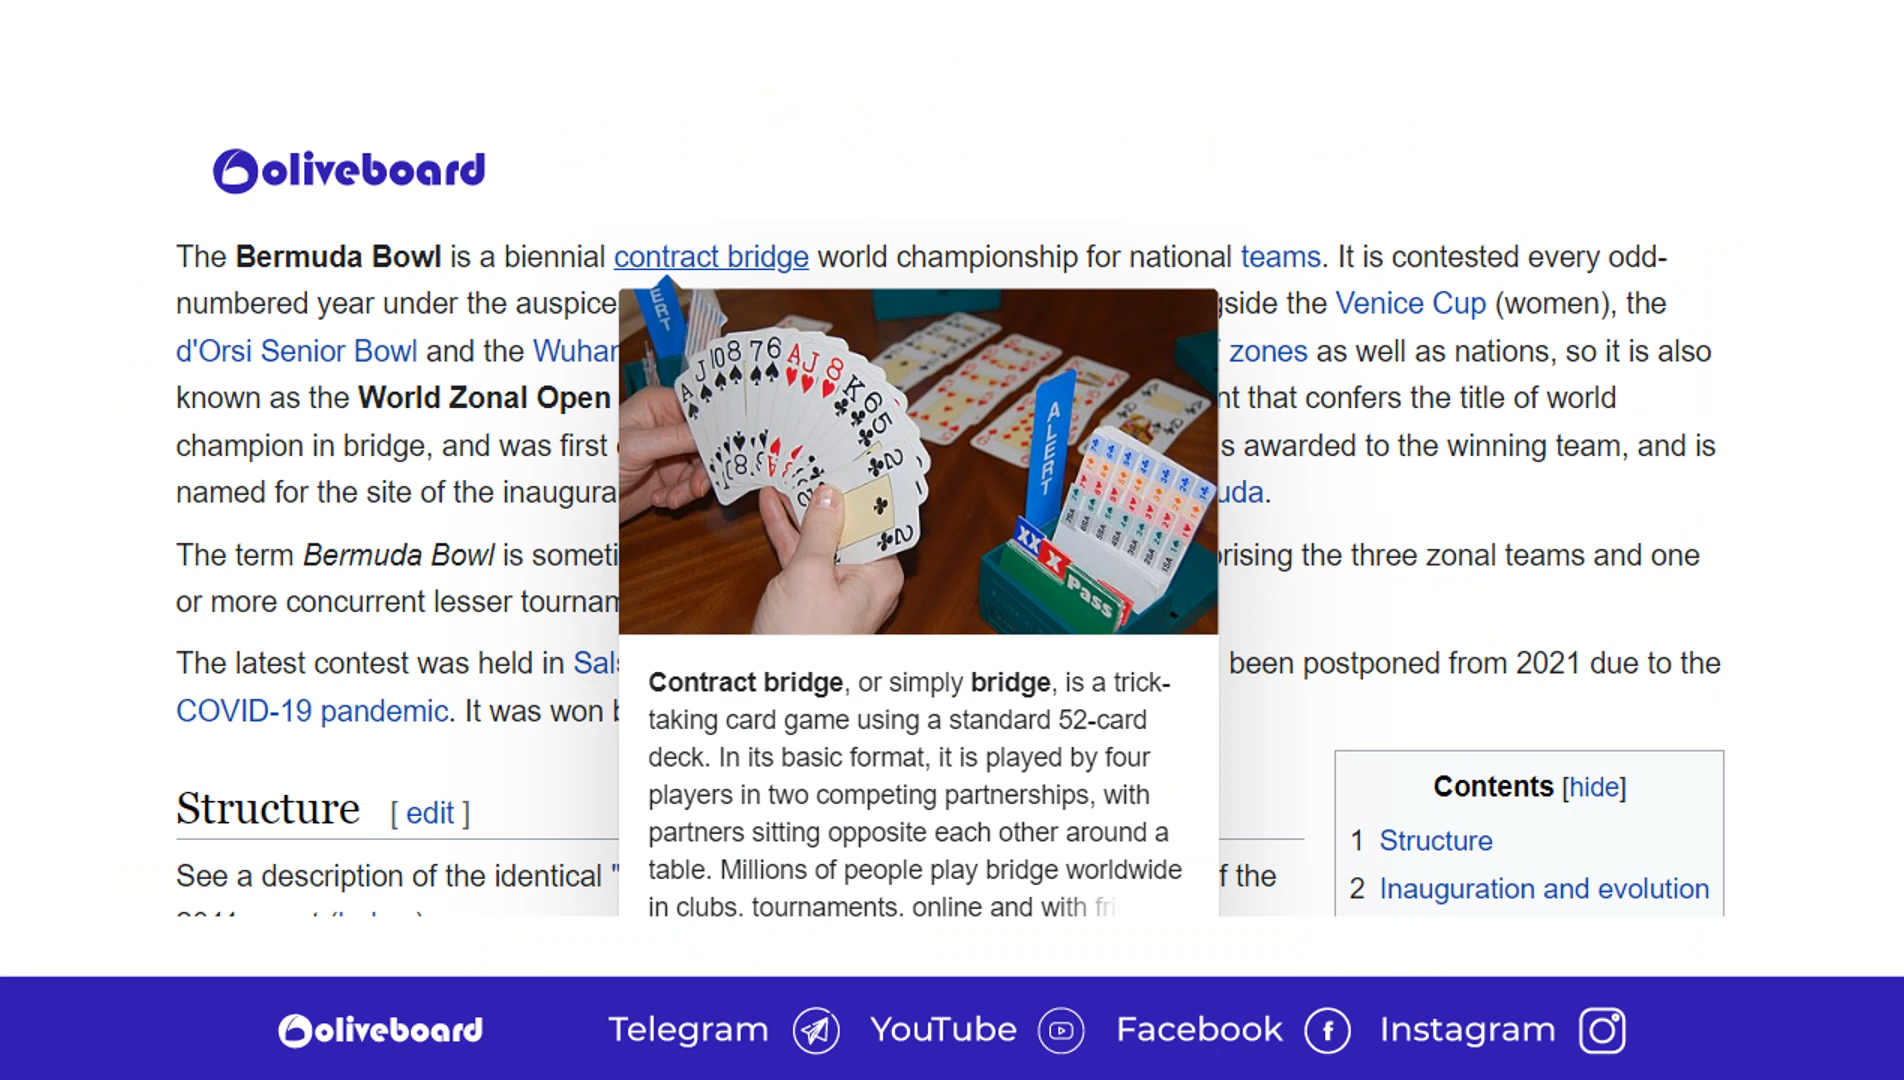 oliveboard
The Bermuda Bowl is a biennial contract bridge world championship for national teams. It is contested every odd-
numbered year under the auspice gside the Venice Cup (women), the
d'Orsi Senior Bowl and the Wuhan zones as well as nations, so it is also
known as the World Zonal Open nt that confers the title of world
champion in bridge, and was first s awarded to the winning team, and is
named for the site of the inaugura uda.
The term Bermuda Bowl is someti rising the three zonal teams and one
or more concurrent lesser tournam
The latest contest was held in Sals been postponed from 2021 due to the
COVID-19 pandemic. It was won b
ALERT
XX X Pass
Contract bridge, or simply bridge, is a trick-
taking card game using a standard 52-card
deck. In its basic format, it is played by four
players in two competing partnerships, with
partners sitting opposite each other around a
table. Millions of people play bridge worldwide
in clubs, tournaments, online and with fri
Structure [ edit ]
See a description of the identical " f the
Contents [hide]
1 Structure
2 Inauguration and evolution
oliveboard Telegram YouTube Facebook Instagram